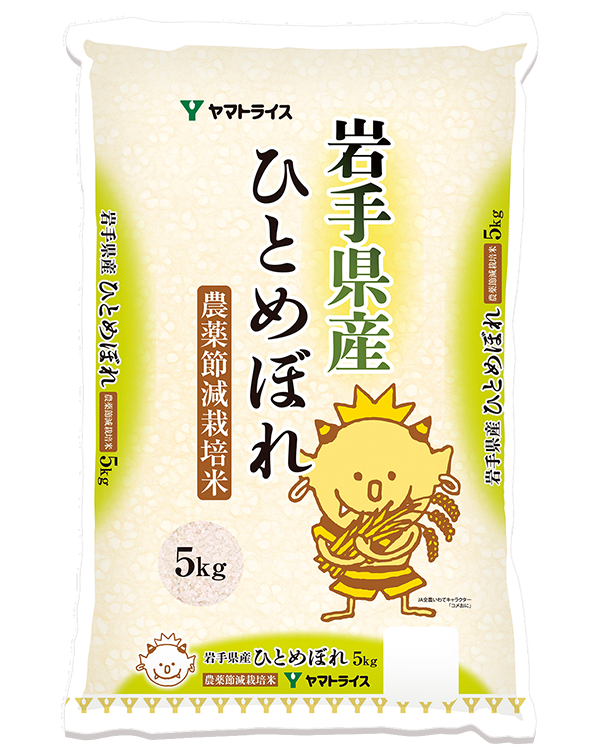 ヤマトライス
岩手県産
ひとめぼれ
農薬節減栽培米
5kg
岩手県産 ひとめぼれ 農薬節減栽培米 5kg
岩手県産 ひとめぼれ 農薬節減栽培米 5kg
JA全農いわてキャラクター
「コメおに」
岩手県産 ひとめぼれ 5kg
農薬節減栽培米 ヤマトライス